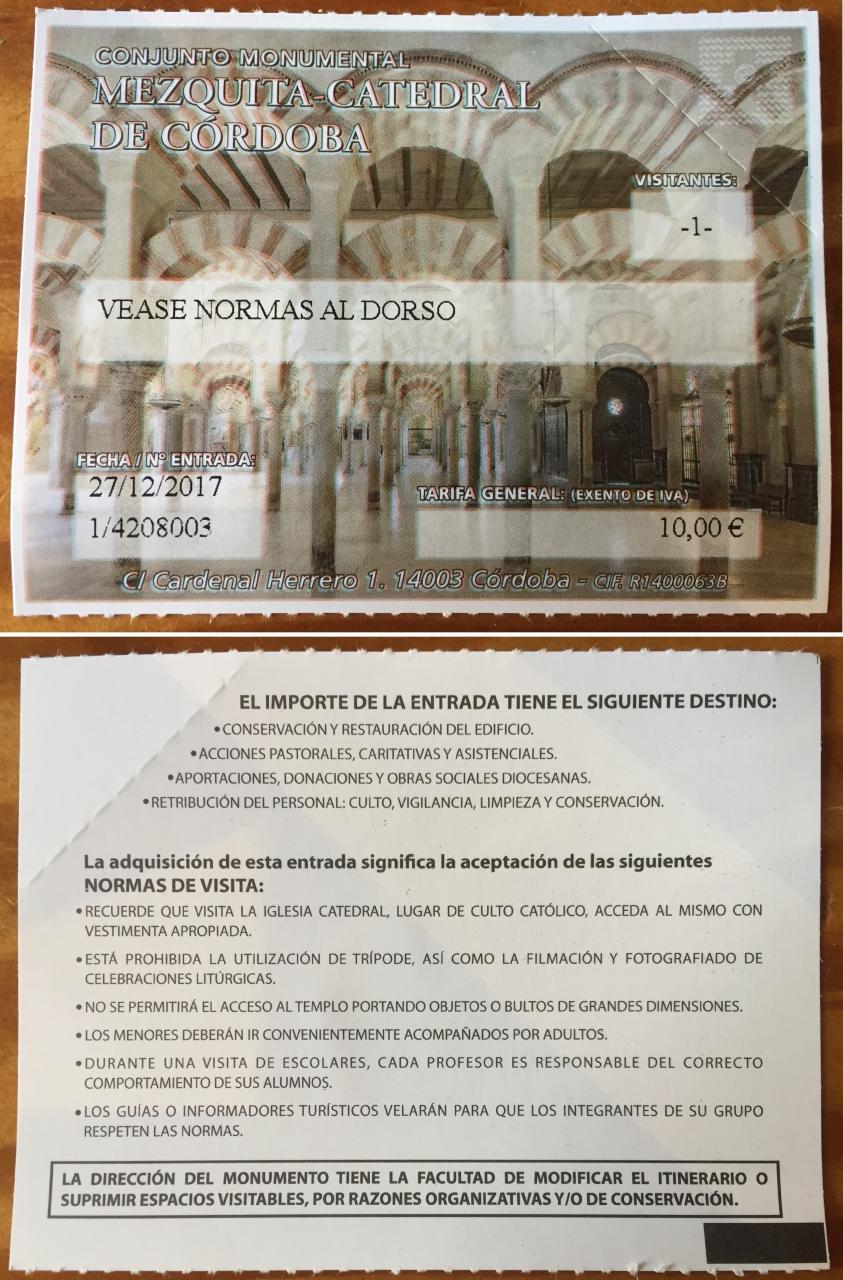 CONJUNTO MONUMENTAL
MEZQUITA-CATEDRAL
DE CÓRDOBA
VISITANTES:
-1-
VEASE NORMAS AL DORSO
FECHA / Nº ENTRADA:
27/12/2017
1/4208003
TARIFA GENERAL: (EXENTO DE IVA)
10,00 €
C/ Cardenal Herrero 1. 14003 Córdoba - CIF. R1400063B
EL IMPORTE DE LA ENTRADA TIENE EL SIGUIENTE DESTINO:
•CONSERVACIÓN Y RESTAURACIÓN DEL EDIFICIO.
•ACCIONES PASTORALES, CARITATIVAS Y ASISTENCIALES.
•APORTACIONES, DONACIONES Y OBRAS SOCIALES DIOCESANAS.
•RETRIBUCIÓN DEL PERSONAL: CULTO, VIGILANCIA, LIMPIEZA Y CONSERVACIÓN.
La adquisición de esta entrada significa la aceptación de las siguientes
NORMAS DE VISITA:
•RECUERDE QUE VISITA LA IGLESIA CATEDRAL, LUGAR DE CULTO CATÓLICO, ACCEDA AL MISMO CON
VESTIMENTA APROPIADA.
•ESTÁ PROHIBIDA LA UTILIZACIÓN DE TRÍPODE, ASÍ COMO LA FILMACIÓN Y FOTOGRAFIADO DE
CELEBRACIONES LITÚRGICAS.
•NO SE PERMITIRÁ EL ACCESO AL TEMPLO PORTANDO OBJETOS O BULTOS DE GRANDES DIMENSIONES.
•LOS MENORES DEBERÁN IR CONVENIENTEMENTE ACOMPAÑADOS POR ADULTOS.
•DURANTE UNA VISITA DE ESCOLARES, CADA PROFESOR ES RESPONSABLE DEL CORRECTO
COMPORTAMIENTO DE SUS ALUMNOS.
•LOS GUÍAS O INFORMADORES TURÍSTICOS VELARÁN PARA QUE LOS INTEGRANTES DE SU GRUPO
RESPETEN LAS NORMAS.
LA DIRECCIÓN DEL MONUMENTO TIENE LA FACULTAD DE MODIFICAR EL ITINERARIO O
SUPRIMIR ESPACIOS VISITABLES, POR RAZONES ORGANIZATIVAS Y/O DE CONSERVACIÓN.